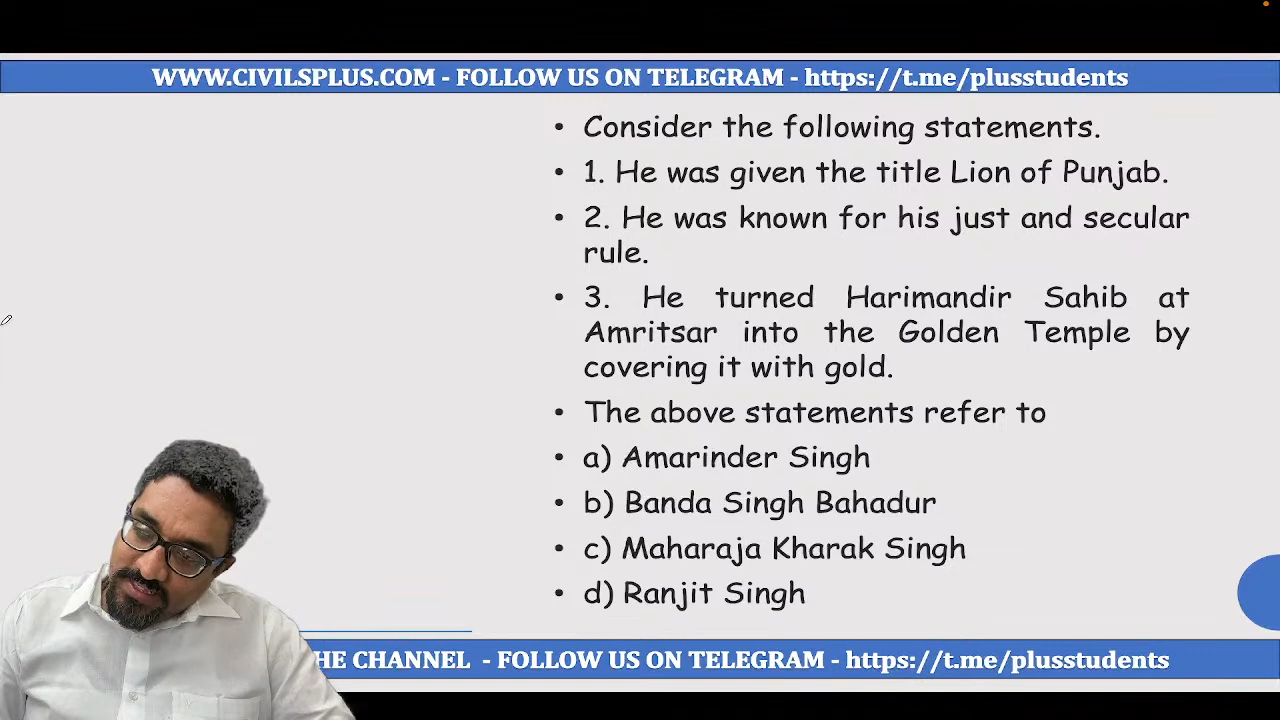 WWW.CIVILSPLUS.COM - FOLLOW US ON TELEGRAM - https://t.me/plusstudents
• Consider the following statements.
• 1. He was given the title Lion of Punjab.
• 2. He was known for his just and secular
rule.
• 3. He turned Harimandir Sahib at
Amritsar into the Golden Temple by
covering it with gold.
• The above statements refer to
• a) Amarinder Singh
• b) Banda Singh Bahadur
• c) Maharaja Kharak Singh
• d) Ranjit Singh
HE CHANNEL - FOLLOW US ON TELEGRAM - https://t.me/plusstudents